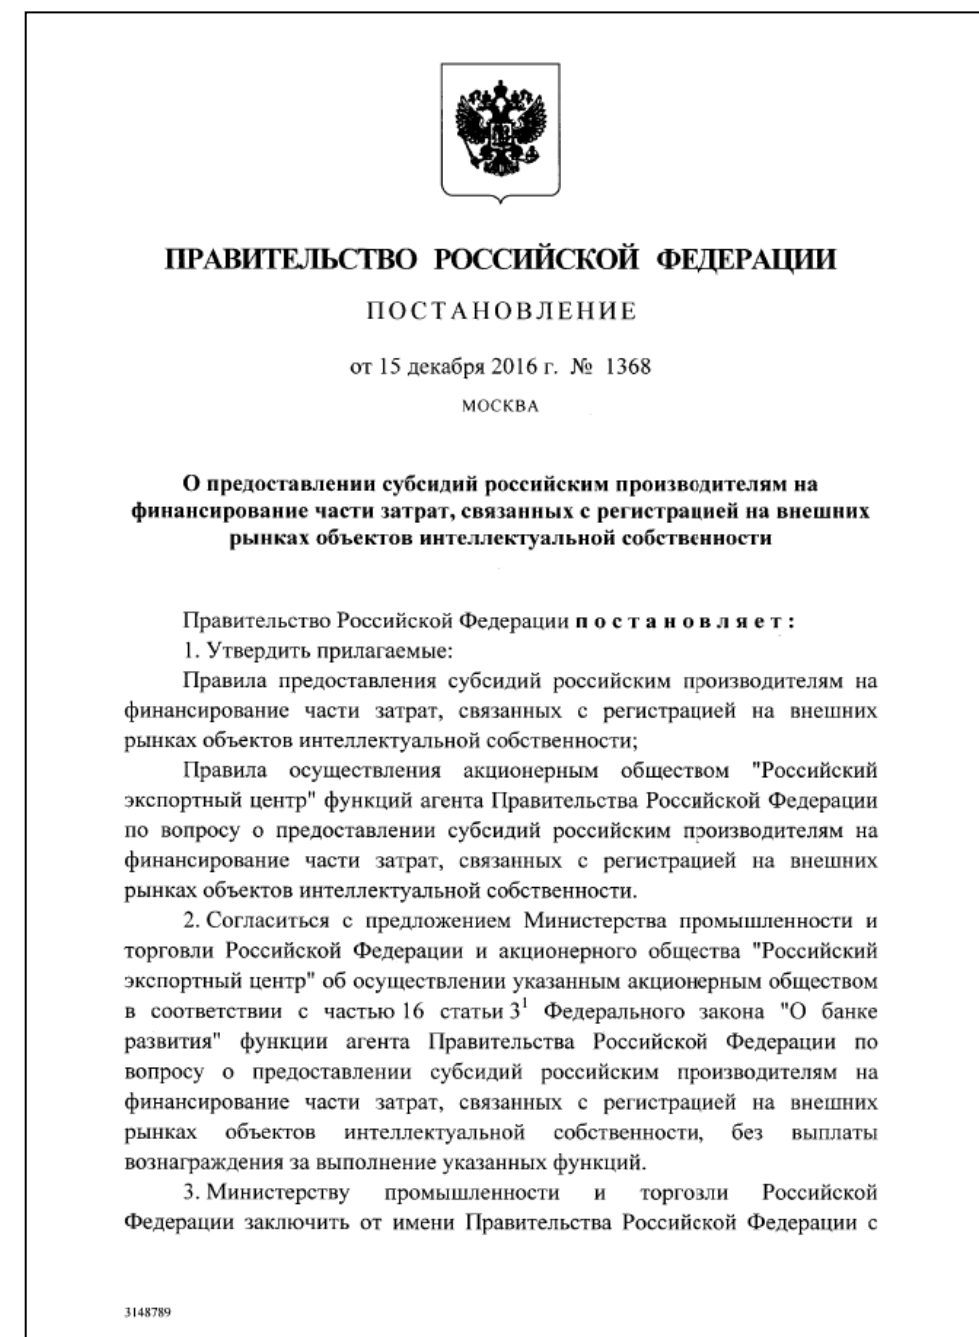 ПРАВИТЕЛЬСТВО РОССИЙСКОЙ ФЕДЕРАЦИИ
ПОСТАНОВЛЕНИЕ
от 15 декабря 2016 г. № 1368
МОСКВА
О предоставлении субсидий российским производителям на
финансирование части затрат, связанных с регистрацией на внешних
рынках объектов интеллектуальной собственности
Правительство Российской Федерации постановляет:
1. Утвердить прилагаемые:
Правила предоставления субсидий российским производителям на
финансирование части затрат, связанных с регистрацией на внешних
рынках объектов интеллектуальной собственности;
Правила осуществления акционерным обществом "Российский
экспортный центр" функций агента Правительства Российской Федерации
по вопросу о предоставлении субсидий российским производителям на
финансирование части затрат, связанных с регистрацией на внешних
рынках объектов интеллектуальной собственности.
2. Согласиться с предложением Министерства промышленности и
торговли Российской Федерации и акционерного общества "Российский
экспортный центр" об осуществлении указанным акционерным обществом
в соответствии с частью 16 статьи 3¹ Федерального закона "О банке
развития" функции агента Правительства Российской Федерации по
вопросу о предоставлении субсидий российским производителям на
финансирование части затрат, связанных с регистрацией на внешних
рынках объектов интеллектуальной собственности, без выплаты
вознаграждения за выполнение указанных функций.
3. Министерству промышленности и торговли Российской
Федерации заключить от имени Правительства Российской Федерации с
3148789